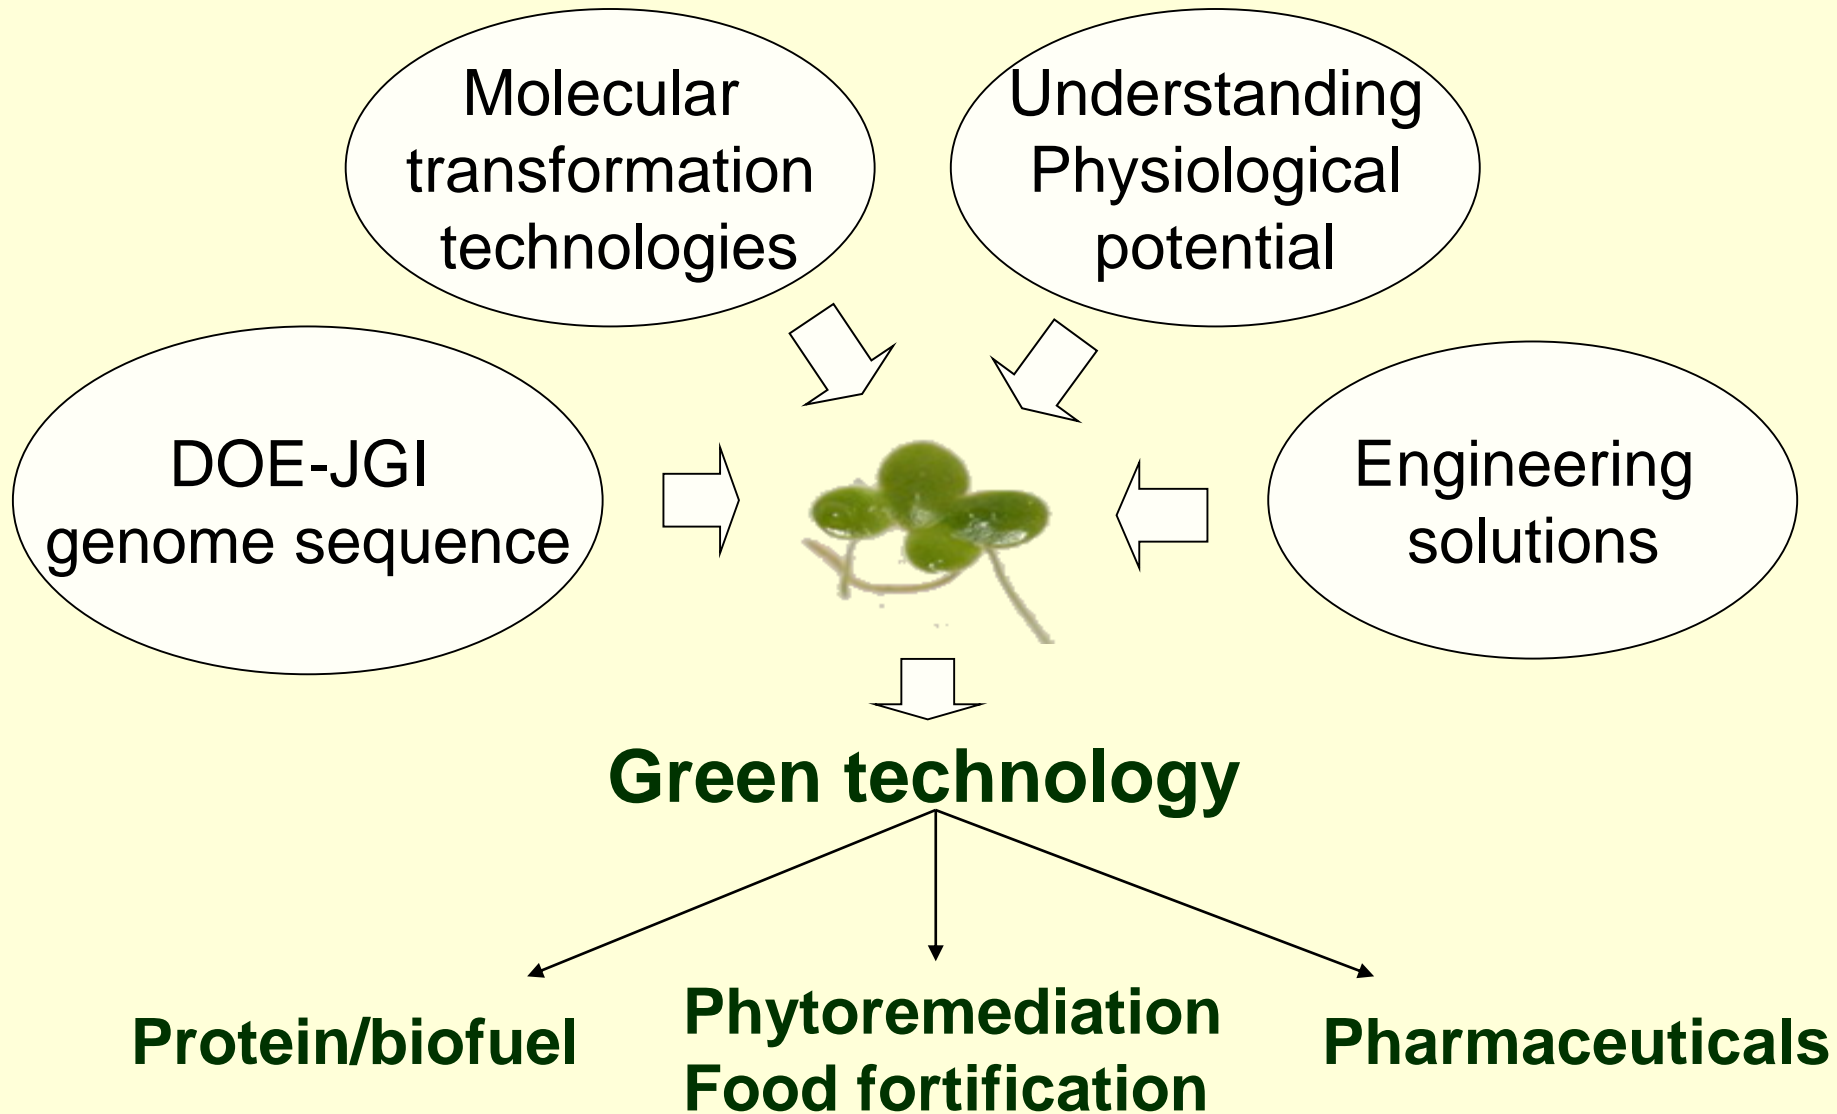 Molecular
transformation
technologies
Understanding
Physiological
potential
DOE-JGI
genome sequence
Engineering
solutions
Green technology
Protein/biofuel
Phytoremediation
Food fortification
Pharmaceuticals